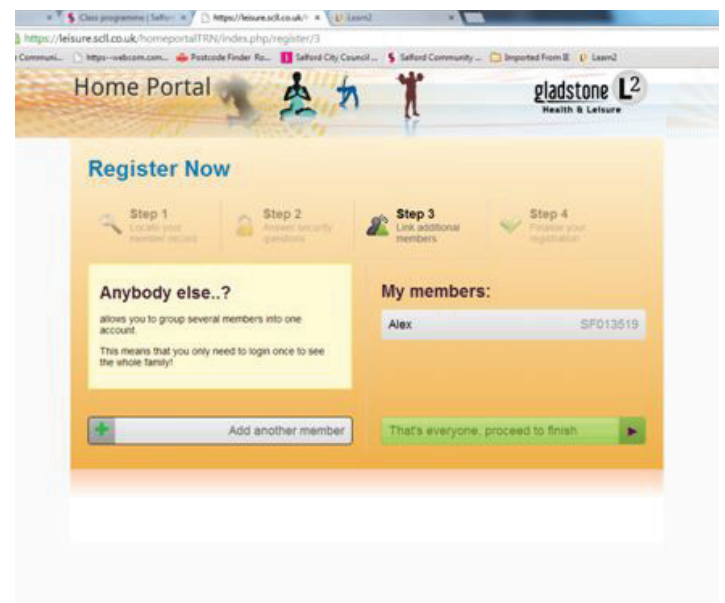 Class programme | Salfor
https://leisure.scll.co.uk/h
Learn2
https://leisure.scll.co.uk/homeportalTRN/index.php/register/3
Communi...
https--webcom.com...
Postcode Finder Ro...
Salford City Council ...
Salford Community ...
Imported From IE
Learn2
Home Portal
gladstone L2
Health & Leisure
Register Now
Step 1
Locate your
member record
Step 2
Answer security
questions
Step 3
Link additional
members
Step 4
Finalise your
registration
Anybody else..?
allows you to group several members into one
account.
This means that you only need to login once to see
the whole family!
Add another member
My members:
Alex SF013519
That's everyone, proceed to finish